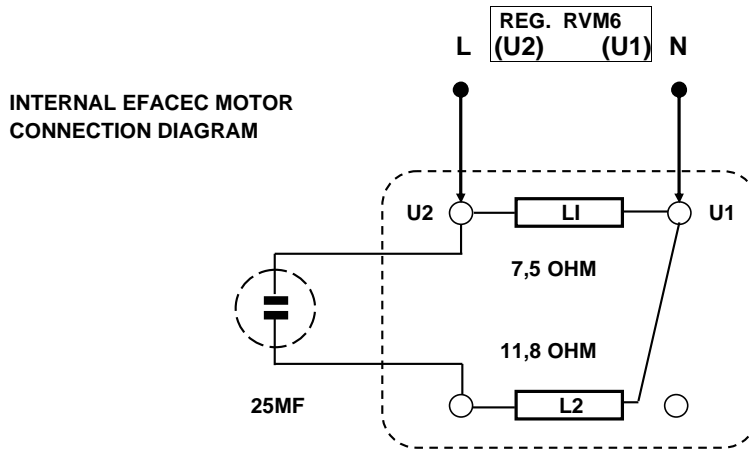 REG. RVM6
L (U2) (U1) N
INTERNAL EFACEC MOTOR
CONNECTION DIAGRAM
U2 LI U1
7,5 OHM
11,8 OHM
25MF L2